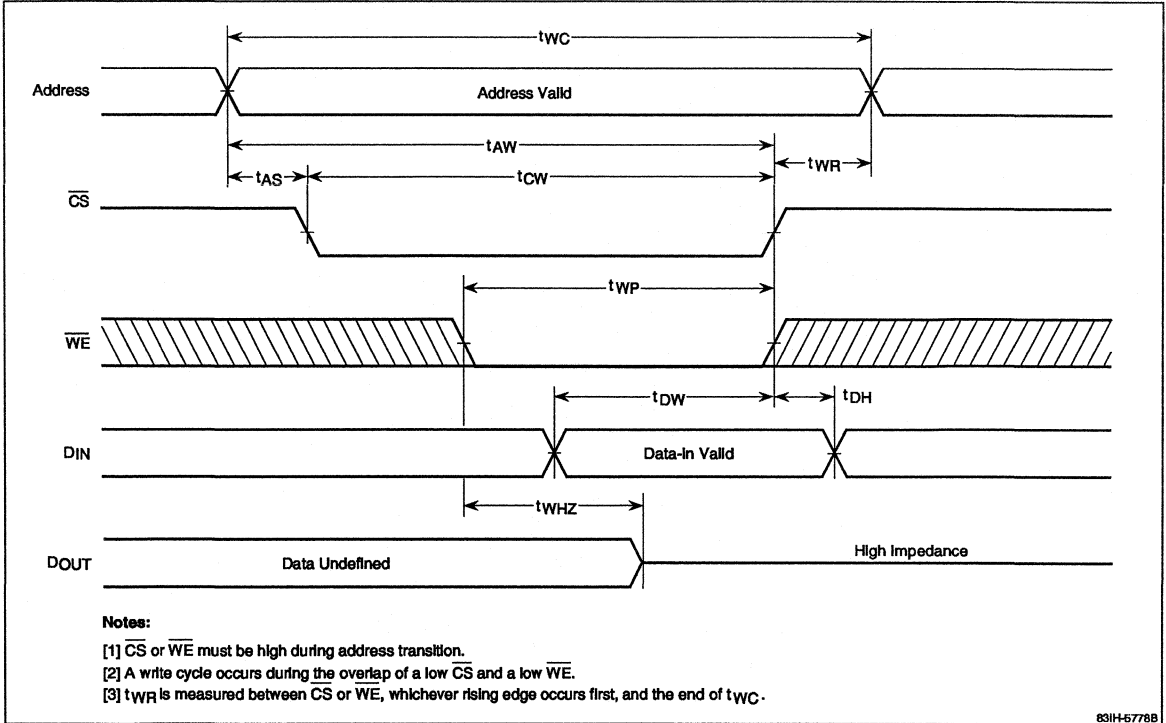 tWC
Address
Address Valid
tAW
tWR
tAS
tCW
CS
tWP
WE
tDW
tDH
DIN
Data-in Valid
tWHZ
DOUT
Data Undefined
High Impedance
Notes:
[1] CS or WE must be high during address transition.
[2] A write cycle occurs during the overlap of a low CS and a low WE.
[3] tWR is measured between CS or WE, whichever rising edge occurs first, and the end of tWC.
83IH-5778B